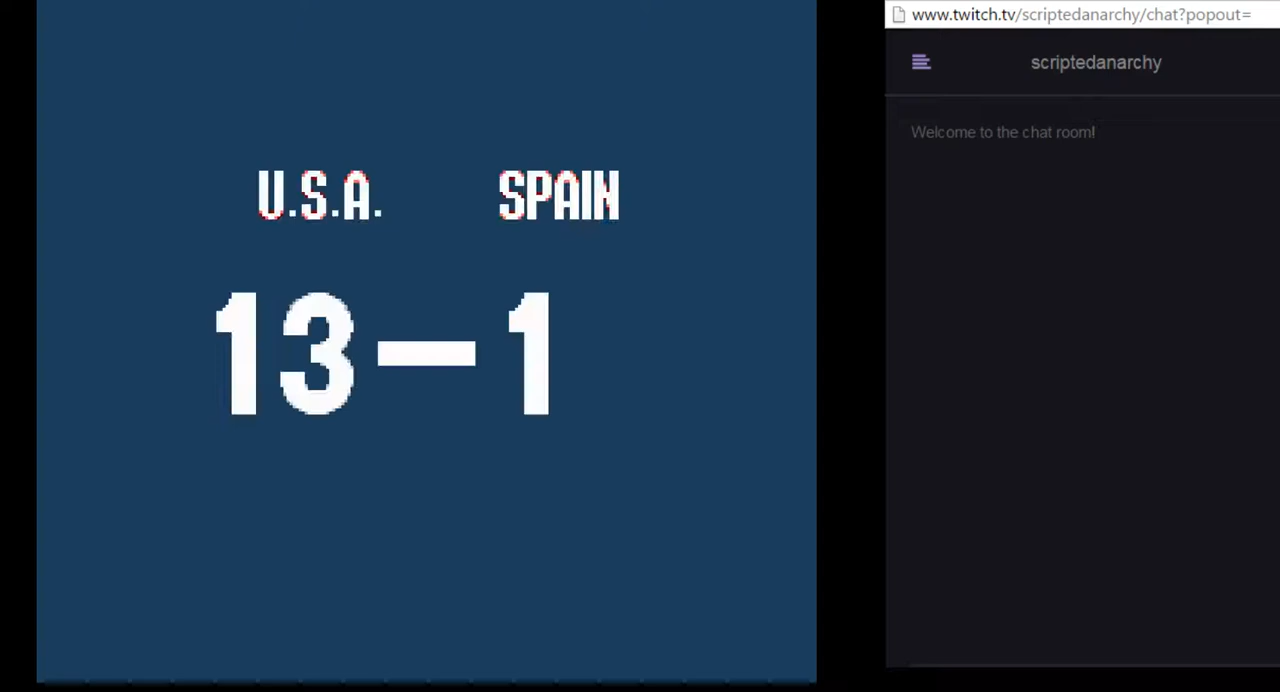 U.S.A. SPAIN
13-1
www.twitch.tv/scriptedanarchy/chat?popout=
scriptedanarchy
Welcome to the chat room!